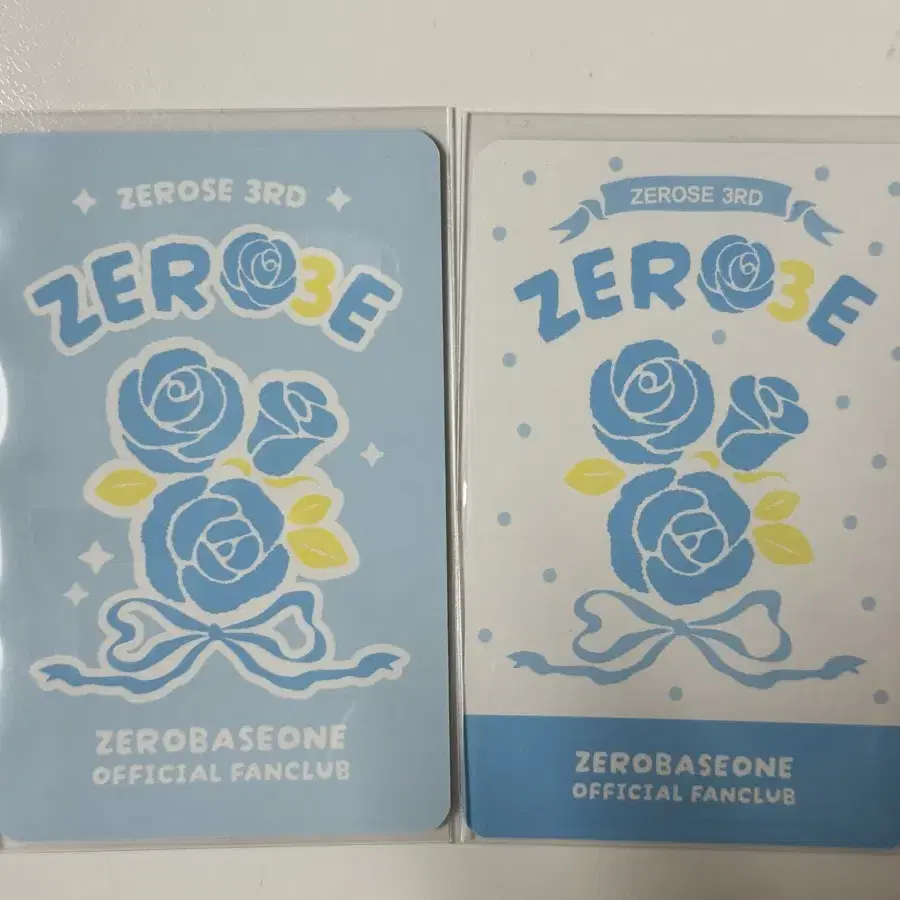 ZEROSE 3RD
ZERO3E
ZEROBASEONE
OFFICIAL FANCLUB
ZEROSE 3RD
ZERO3E
ZEROBASEONE
OFFICIAL FANCLUB